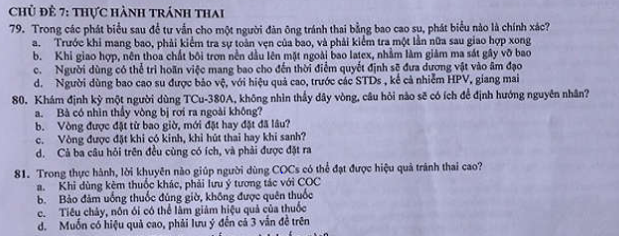 CHỦ ĐỀ 7: THỰC HÀNH TRÁNH THAI
79. Trong các phát biểu sau để tư vấn cho một người đàn ông tránh thai bằng bao cao su, phát biểu nào là chính xác?
a. Trước khi mang bao, phải kiểm tra sự toàn vẹn của bao, và phải kiểm tra một lần nữa sau giao hợp xong
b. Khi giao hợp, nên thoa chất bôi trơn nền dầu lên mặt ngoài bao latex, nhằm làm giảm ma sát gây vỡ bao
c. Người dùng có thể trì hoãn việc mang bao cho đến thời điểm quyết định sẽ đưa dương vật vào âm đạo
d. Người dùng bao cao su được bảo vệ, với hiệu quả cao, trước các STDs , kể cả nhiễm HPV, giang mai
80. Khám định kỳ một người dùng TCu-380A, không nhìn thấy dây vòng, câu hỏi nào sẽ có ích để định hướng nguyên nhân?
a. Bà có nhìn thấy vòng bị rơi ra ngoài không?
b. Vòng được đặt từ bao giờ, mới đặt hay đặt đã lâu?
c. Vòng được đặt khi có kinh, khi hút thai hay khi sanh?
d. Cả ba câu hỏi trên đều cùng có ích, và phải được đặt ra
81. Trong thực hành, lời khuyên nào giúp người dùng COCs có thể đạt được hiệu quả tránh thai cao?
a. Khi dùng kèm thuốc khác, phải lưu ý tương tác với COC
b. Bảo đảm uống thuốc đúng giờ, không được quên thuốc
c. Tiêu chảy, nôn ói có thể làm giảm hiệu quả của thuốc
d. Muốn có hiệu quả cao, phải lưu ý đến cả 3 vấn đề trên